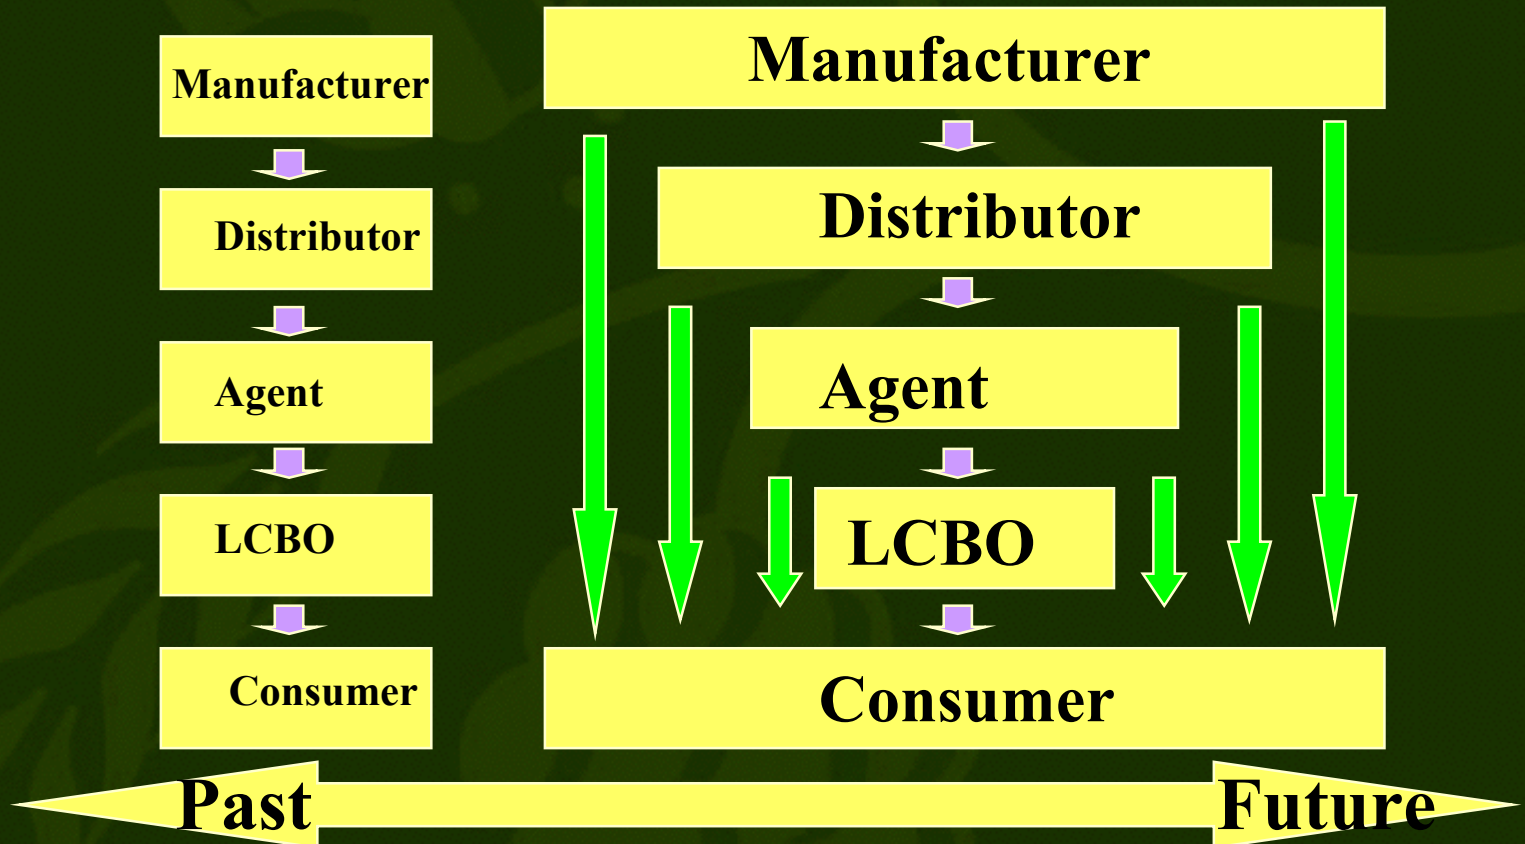 Manufacturer
Distributor
Agent
LCBO
Consumer
Manufacturer
Distributor
Agent
LCBO
Consumer
Past
Future